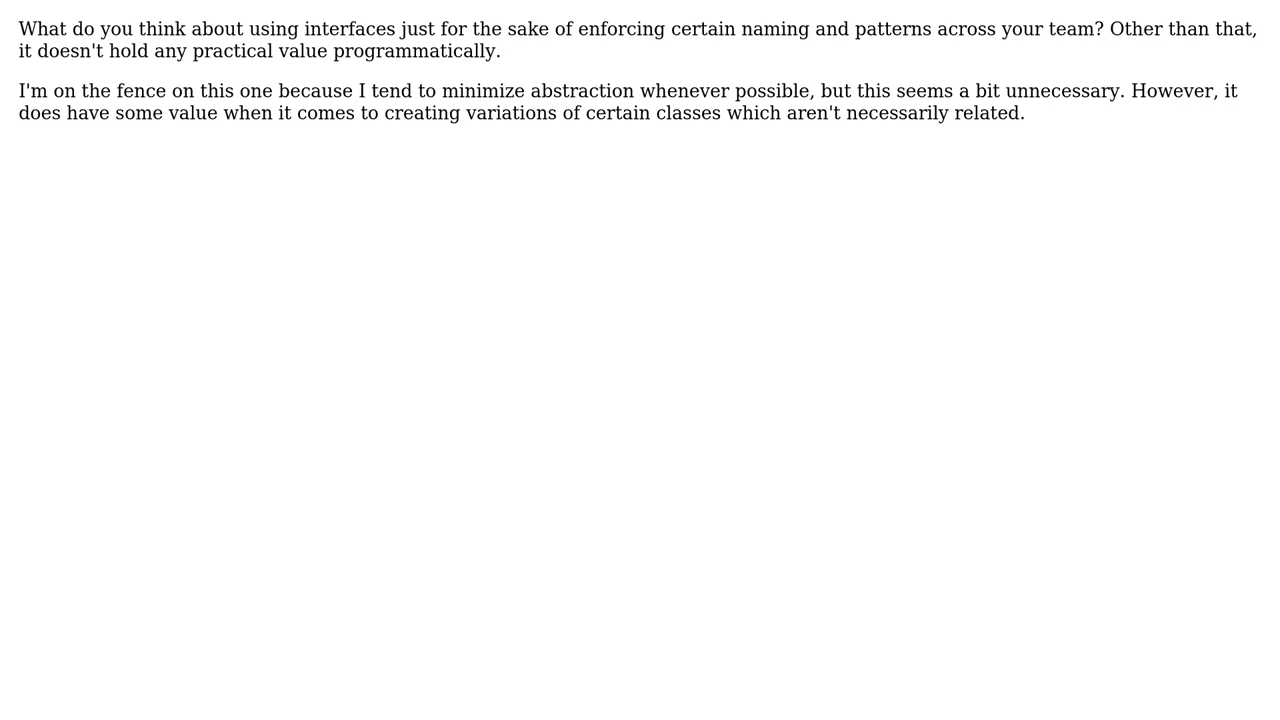 What do you think about using interfaces just for the sake of enforcing certain naming and patterns across your team? Other than that,
it doesn't hold any practical value programmatically.
I'm on the fence on this one because I tend to minimize abstraction whenever possible, but this seems a bit unnecessary. However, it
does have some value when it comes to creating variations of certain classes which aren't necessarily related.